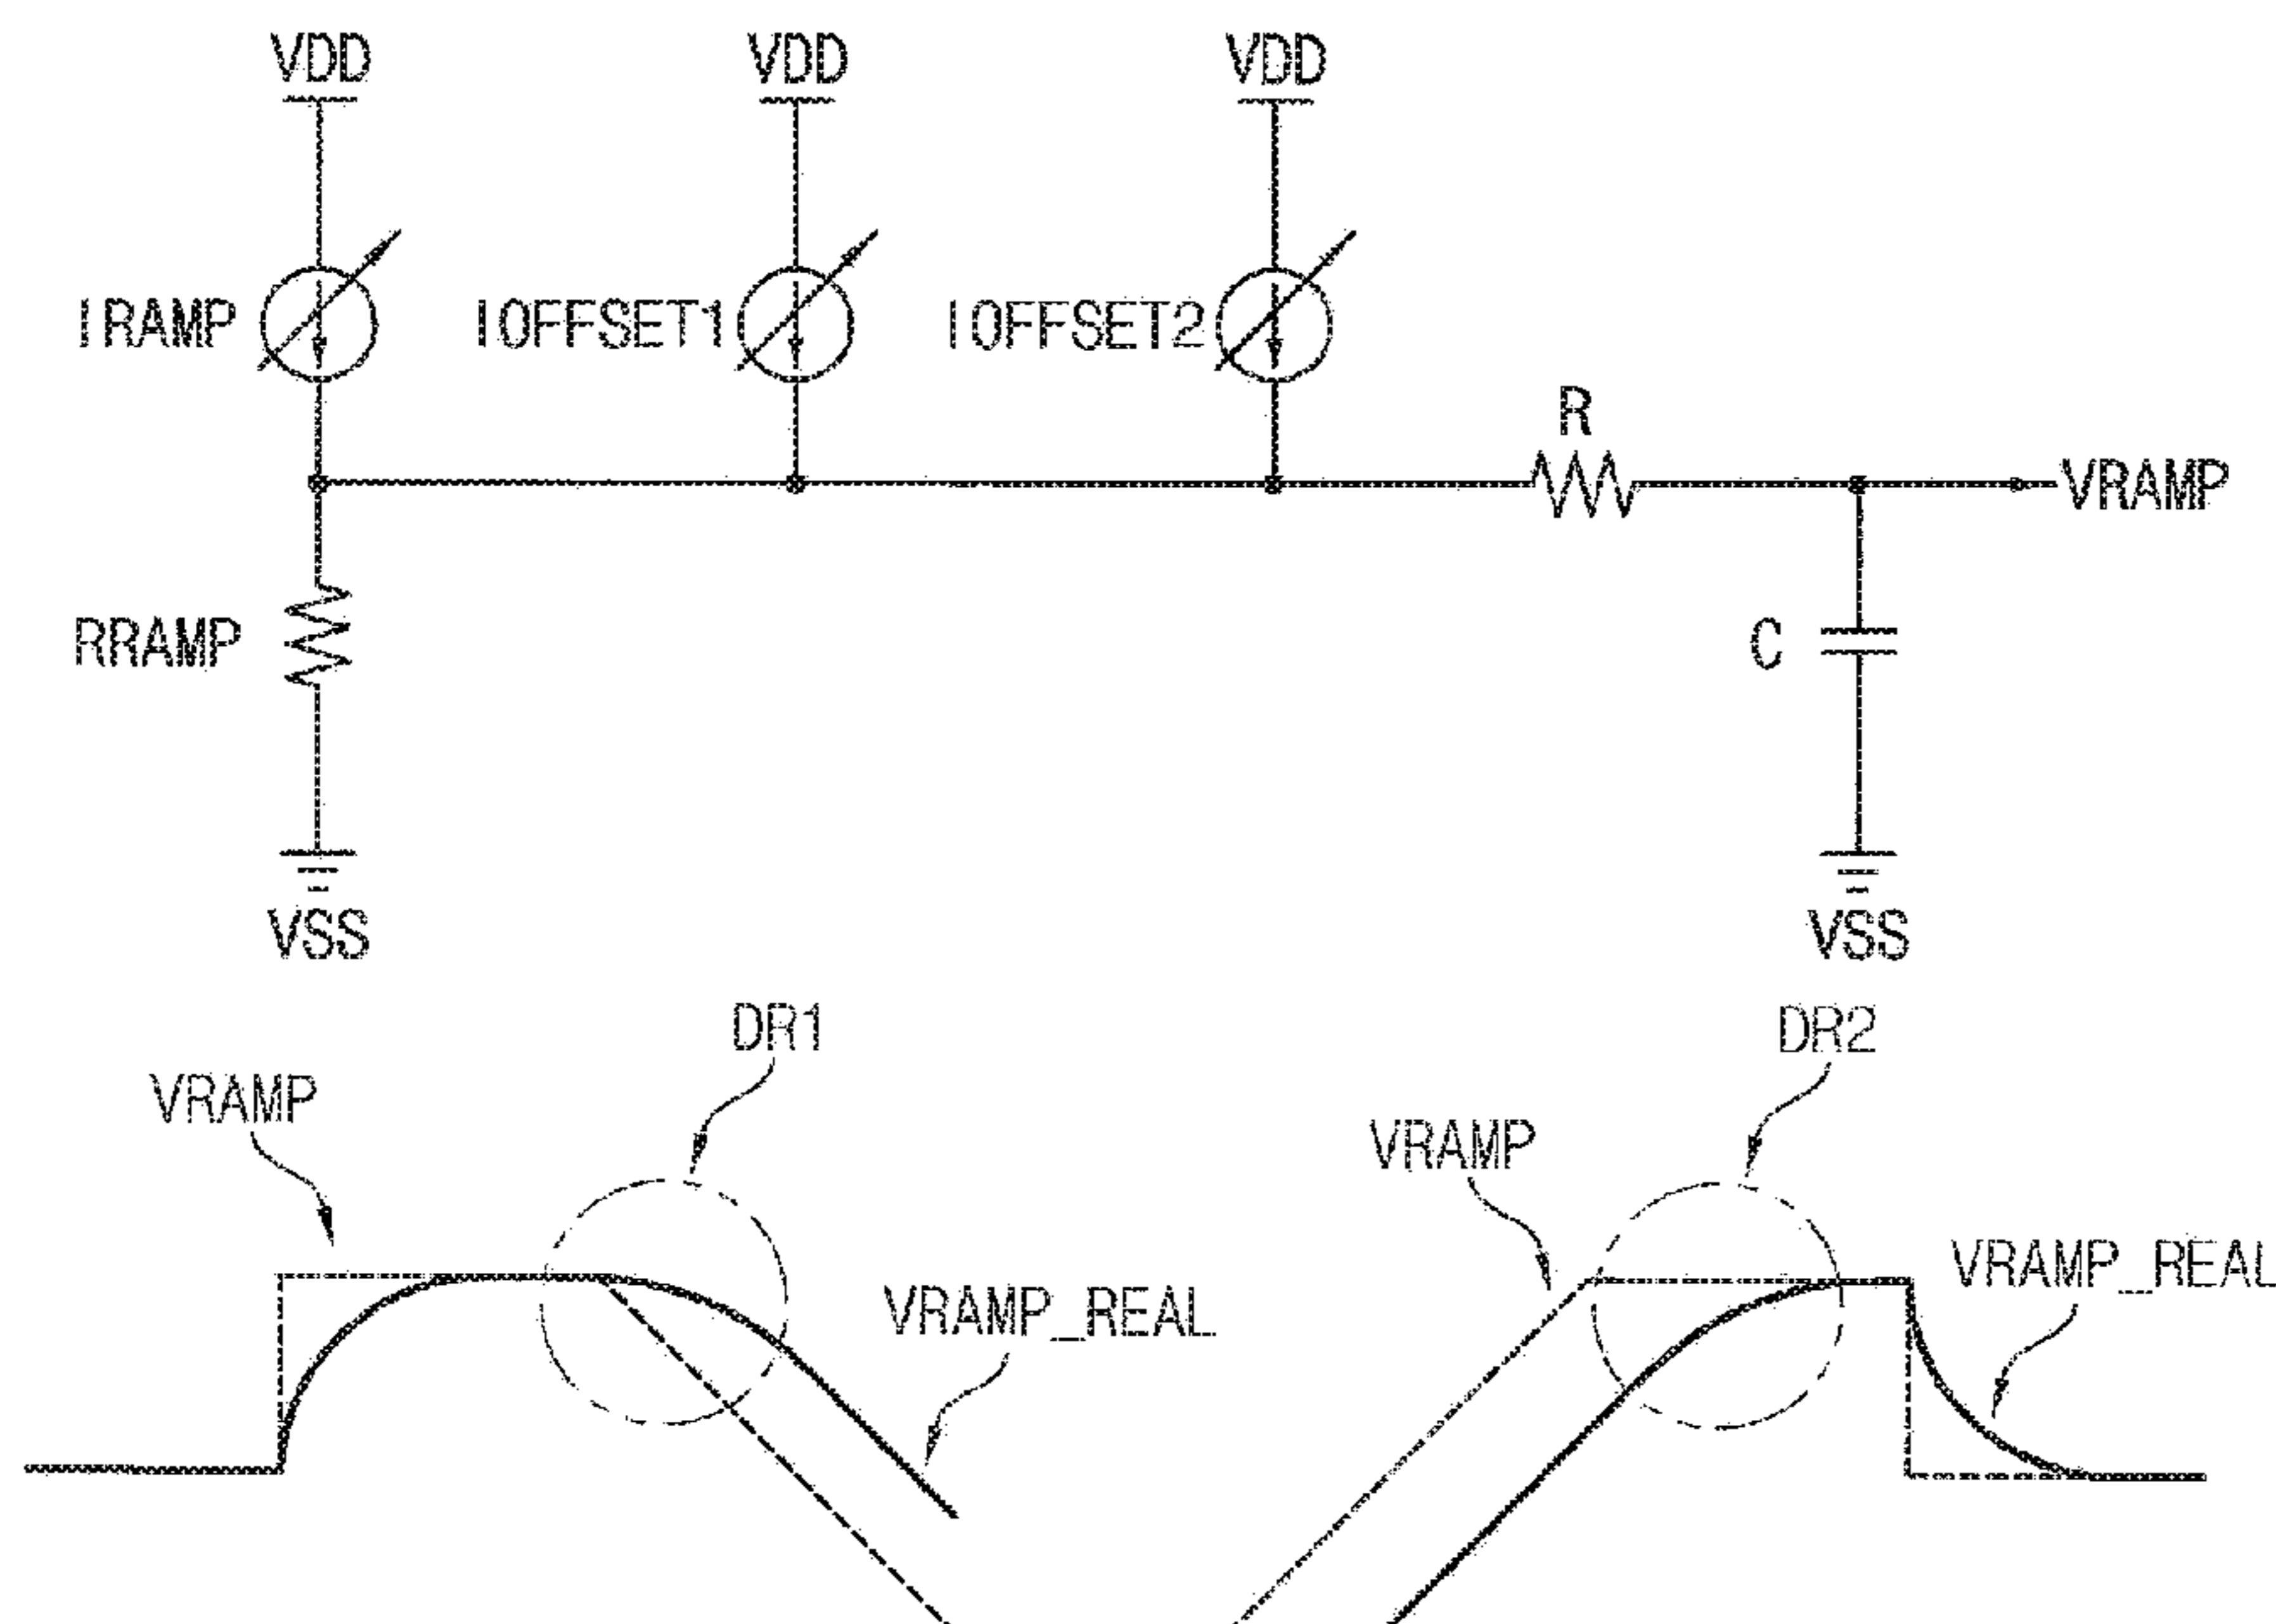 VDD VDD VDD
IRAMP IOFFSET1 IOFFSET2
R
VRAMP
RRAMP C
VSS VSS
DR1 DR2
VRAMP VRAMP
VRAMP_REAL VRAMP_REAL